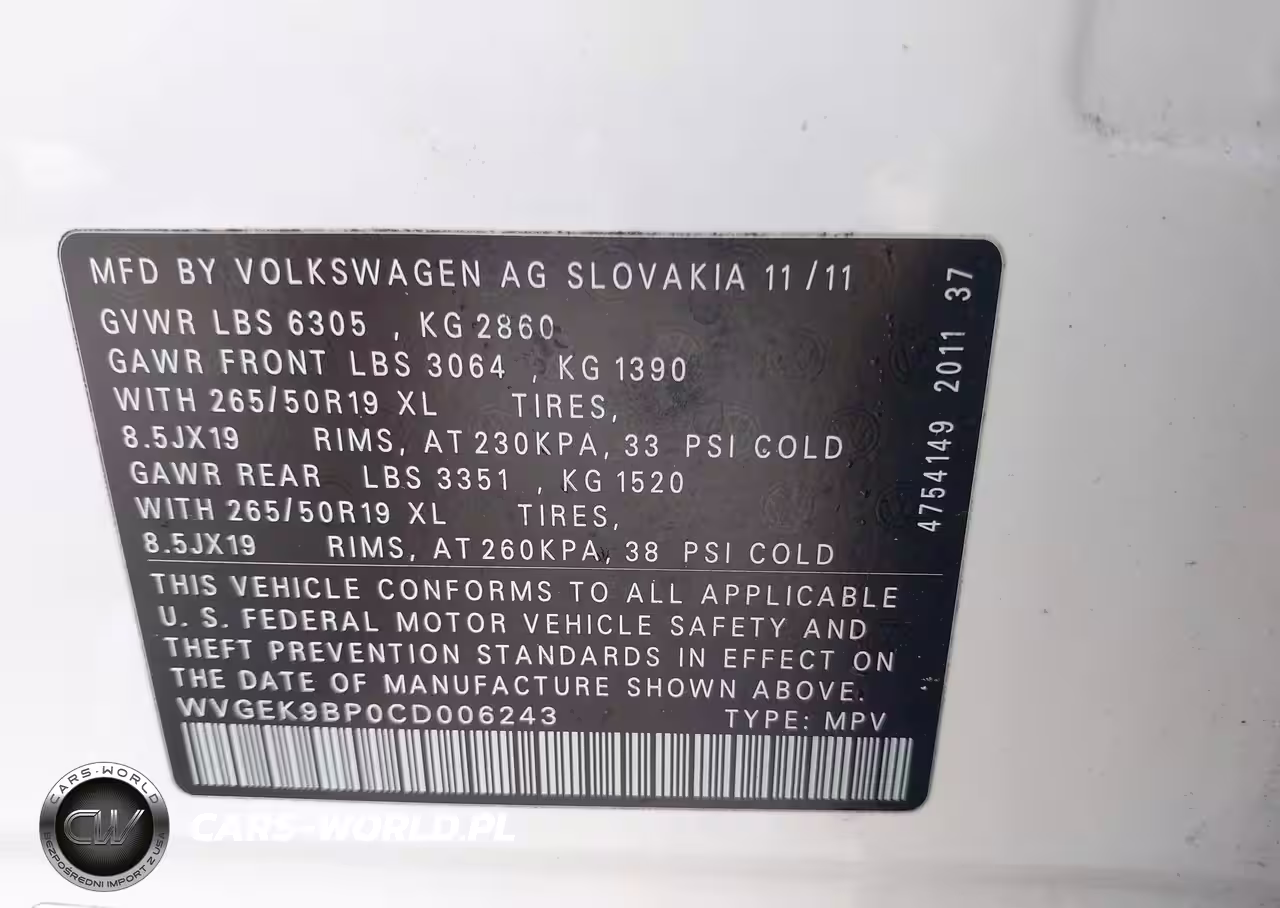 MFD BY VOLKSWAGEN AG SLOVAKIA 11/11
GVWR LBS 6305 , KG 2860
GAWR FRONT LBS 3064 , KG 1390
WITH 265/50R19 XL TIRES,
8.5JX19 RIMS, AT 230KPA, 33 PSI COLD
GAWR REAR LBS 3351 , KG 1520
WITH 265/50R19 XL TIRES,
8.5JX19 RIMS, AT 260KPA, 38 PSI COLD
THIS VEHICLE CONFORMS TO ALL APPLICABLE
U. S. FEDERAL MOTOR VEHICLE SAFETY AND
THEFT PREVENTION STANDARDS IN EFFECT ON
THE DATE OF MANUFACTURE SHOWN ABOVE.
WVGEK9BP0CD006243 TYPE: MPV
4754149 2011 37
CARS-WORLD
CW
BEZPOŚREDNI IMPORT Z USA
CARS-WORLD.PL